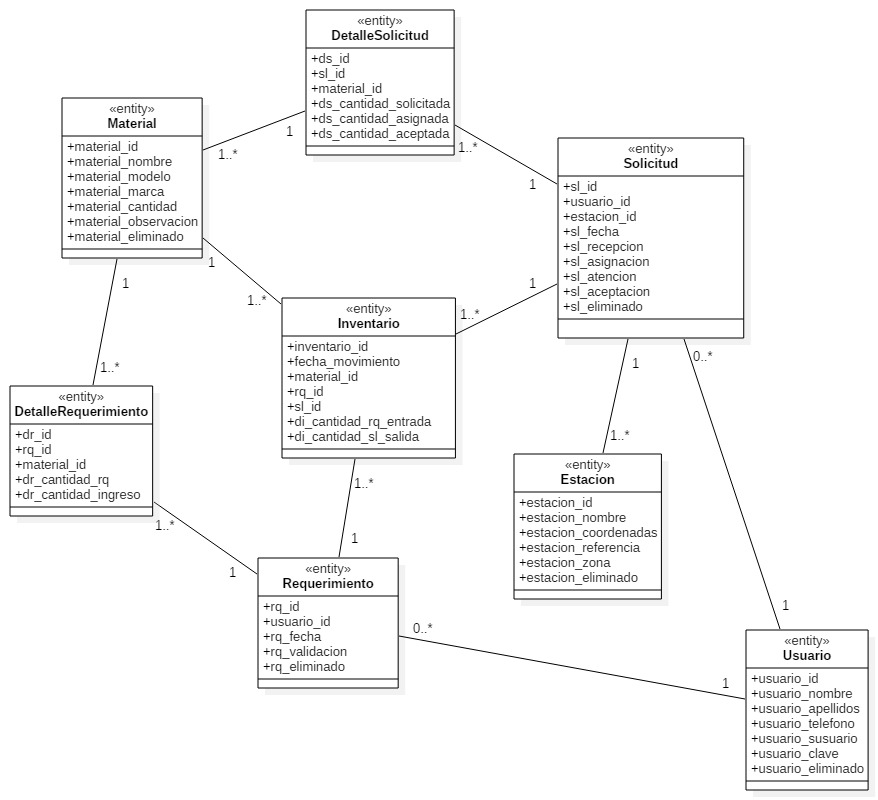 «entity»
DetalleSolicitud
+ds_id
+sl_id
+material_id
+ds_cantidad_solicitada
+ds_cantidad_asignada
+ds_cantidad_aceptada
1
1..*
«entity»
Material
+material_id
+material_nombre
+material_modelo
+material_marca
+material_cantidad
+material_observacion
+material_eliminado
1..*
1
1
1..*
«entity»
Solicitud
+sl_id
+usuario_id
+estacion_id
+sl_fecha
+sl_recepcion
+sl_asignacion
+sl_atencion
+sl_aceptacion
+sl_eliminado
1
1
1
0..*
«entity»
Inventario
+inventario_id
+fecha_movimiento
+material_id
+rq_id
+sl_id
+di_cantidad_rq_entrada
+di_cantidad_sl_salida
1..*
1..*
1..*
«entity»
DetalleRequerimiento
+dr_id
+rq_id
+material_id
+dr_cantidad_rq
+dr_cantidad_ingreso
1..*
1..*
«entity»
Estacion
+estacion_id
+estacion_nombre
+estacion_coordenadas
+estacion_referencia
+estacion_zona
+estacion_eliminado
1
1
«entity»
Requerimiento
+rq_id
+usuario_id
+rq_fecha
+rq_validacion
+rq_eliminado
0..*
1
1
«entity»
Usuario
+usuario_id
+usuario_nombre
+usuario_apellidos
+usuario_telefono
+usuario_susuario
+usuario_clave
+usuario_eliminado